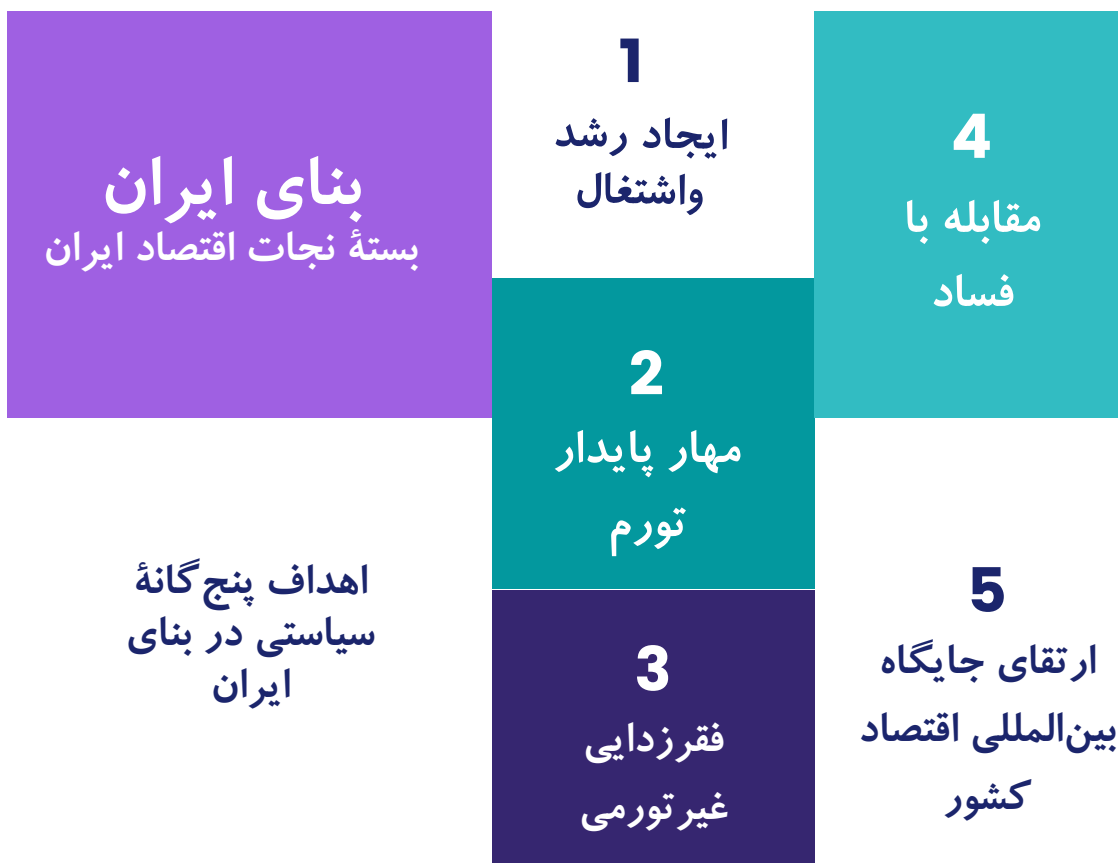 بنای ایران
بستهٔ نجات اقتصاد ایران
اهداف پنج‌گانهٔ
سیاستی در بنای
ایران
1
ایجاد رشد
واشتغال
2
مهار پایدار
تورم
3
فقرزدایی
غیرتورمی
4
مقابله با
فساد
5
ارتقای جایگاه
بین‌المللی اقتصاد
کشور